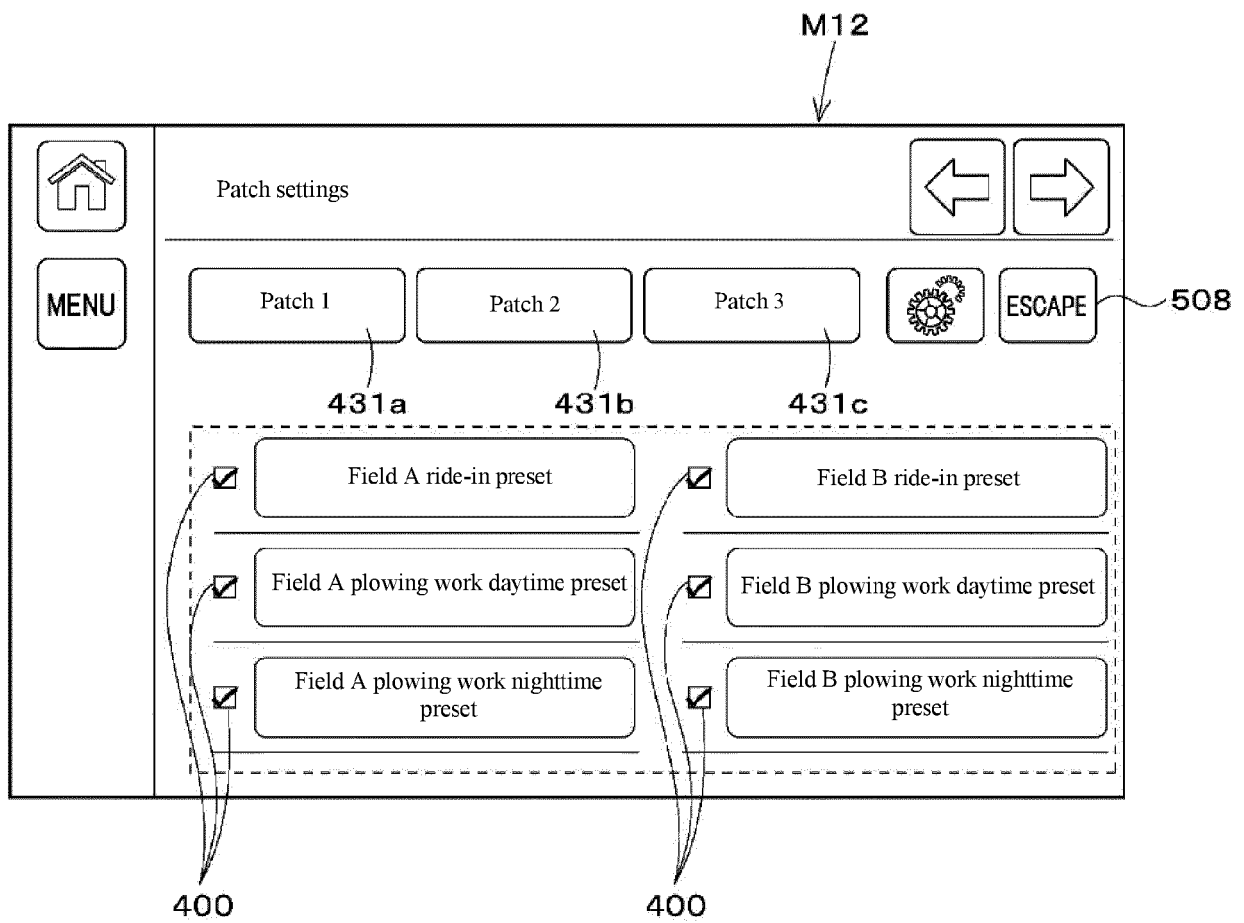 M12
Patch settings
MENU
Patch 1
Patch 2
Patch 3
ESCAPE
508
431a
431b
431c
Field A ride-in preset
Field B ride-in preset
Field A plowing work daytime preset
Field B plowing work daytime preset
Field A plowing work nighttime
preset
Field B plowing work nighttime
preset
400
400